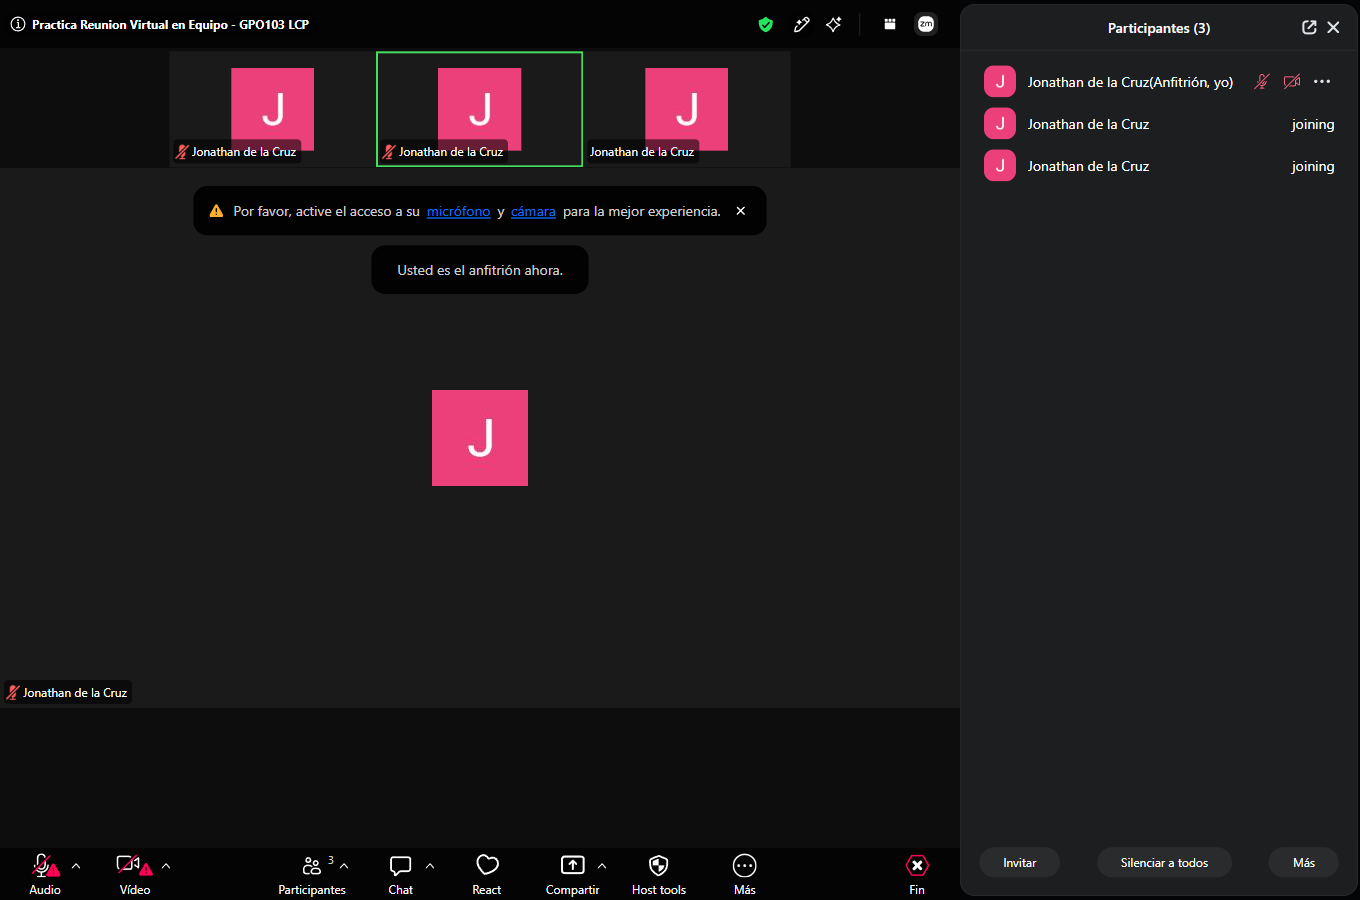 Practica Reunion Virtual en Equipo - GPO103 LCP
zm
J
Jonathan de la Cruz
J
Jonathan de la Cruz
J
Jonathan de la Cruz
Por favor, active el acceso a su micrófono y cámara para la mejor experiencia.
Usted es el anfitrión ahora.
J
Jonathan de la Cruz
Audio
Vídeo
3
Participantes
Chat
React
Compartir
Host tools
Más
Fin
Participantes (3)
J Jonathan de la Cruz(Anfitrión, yo)
J Jonathan de la Cruz joining
J Jonathan de la Cruz joining
Invitar
Silenciar a todos
Más